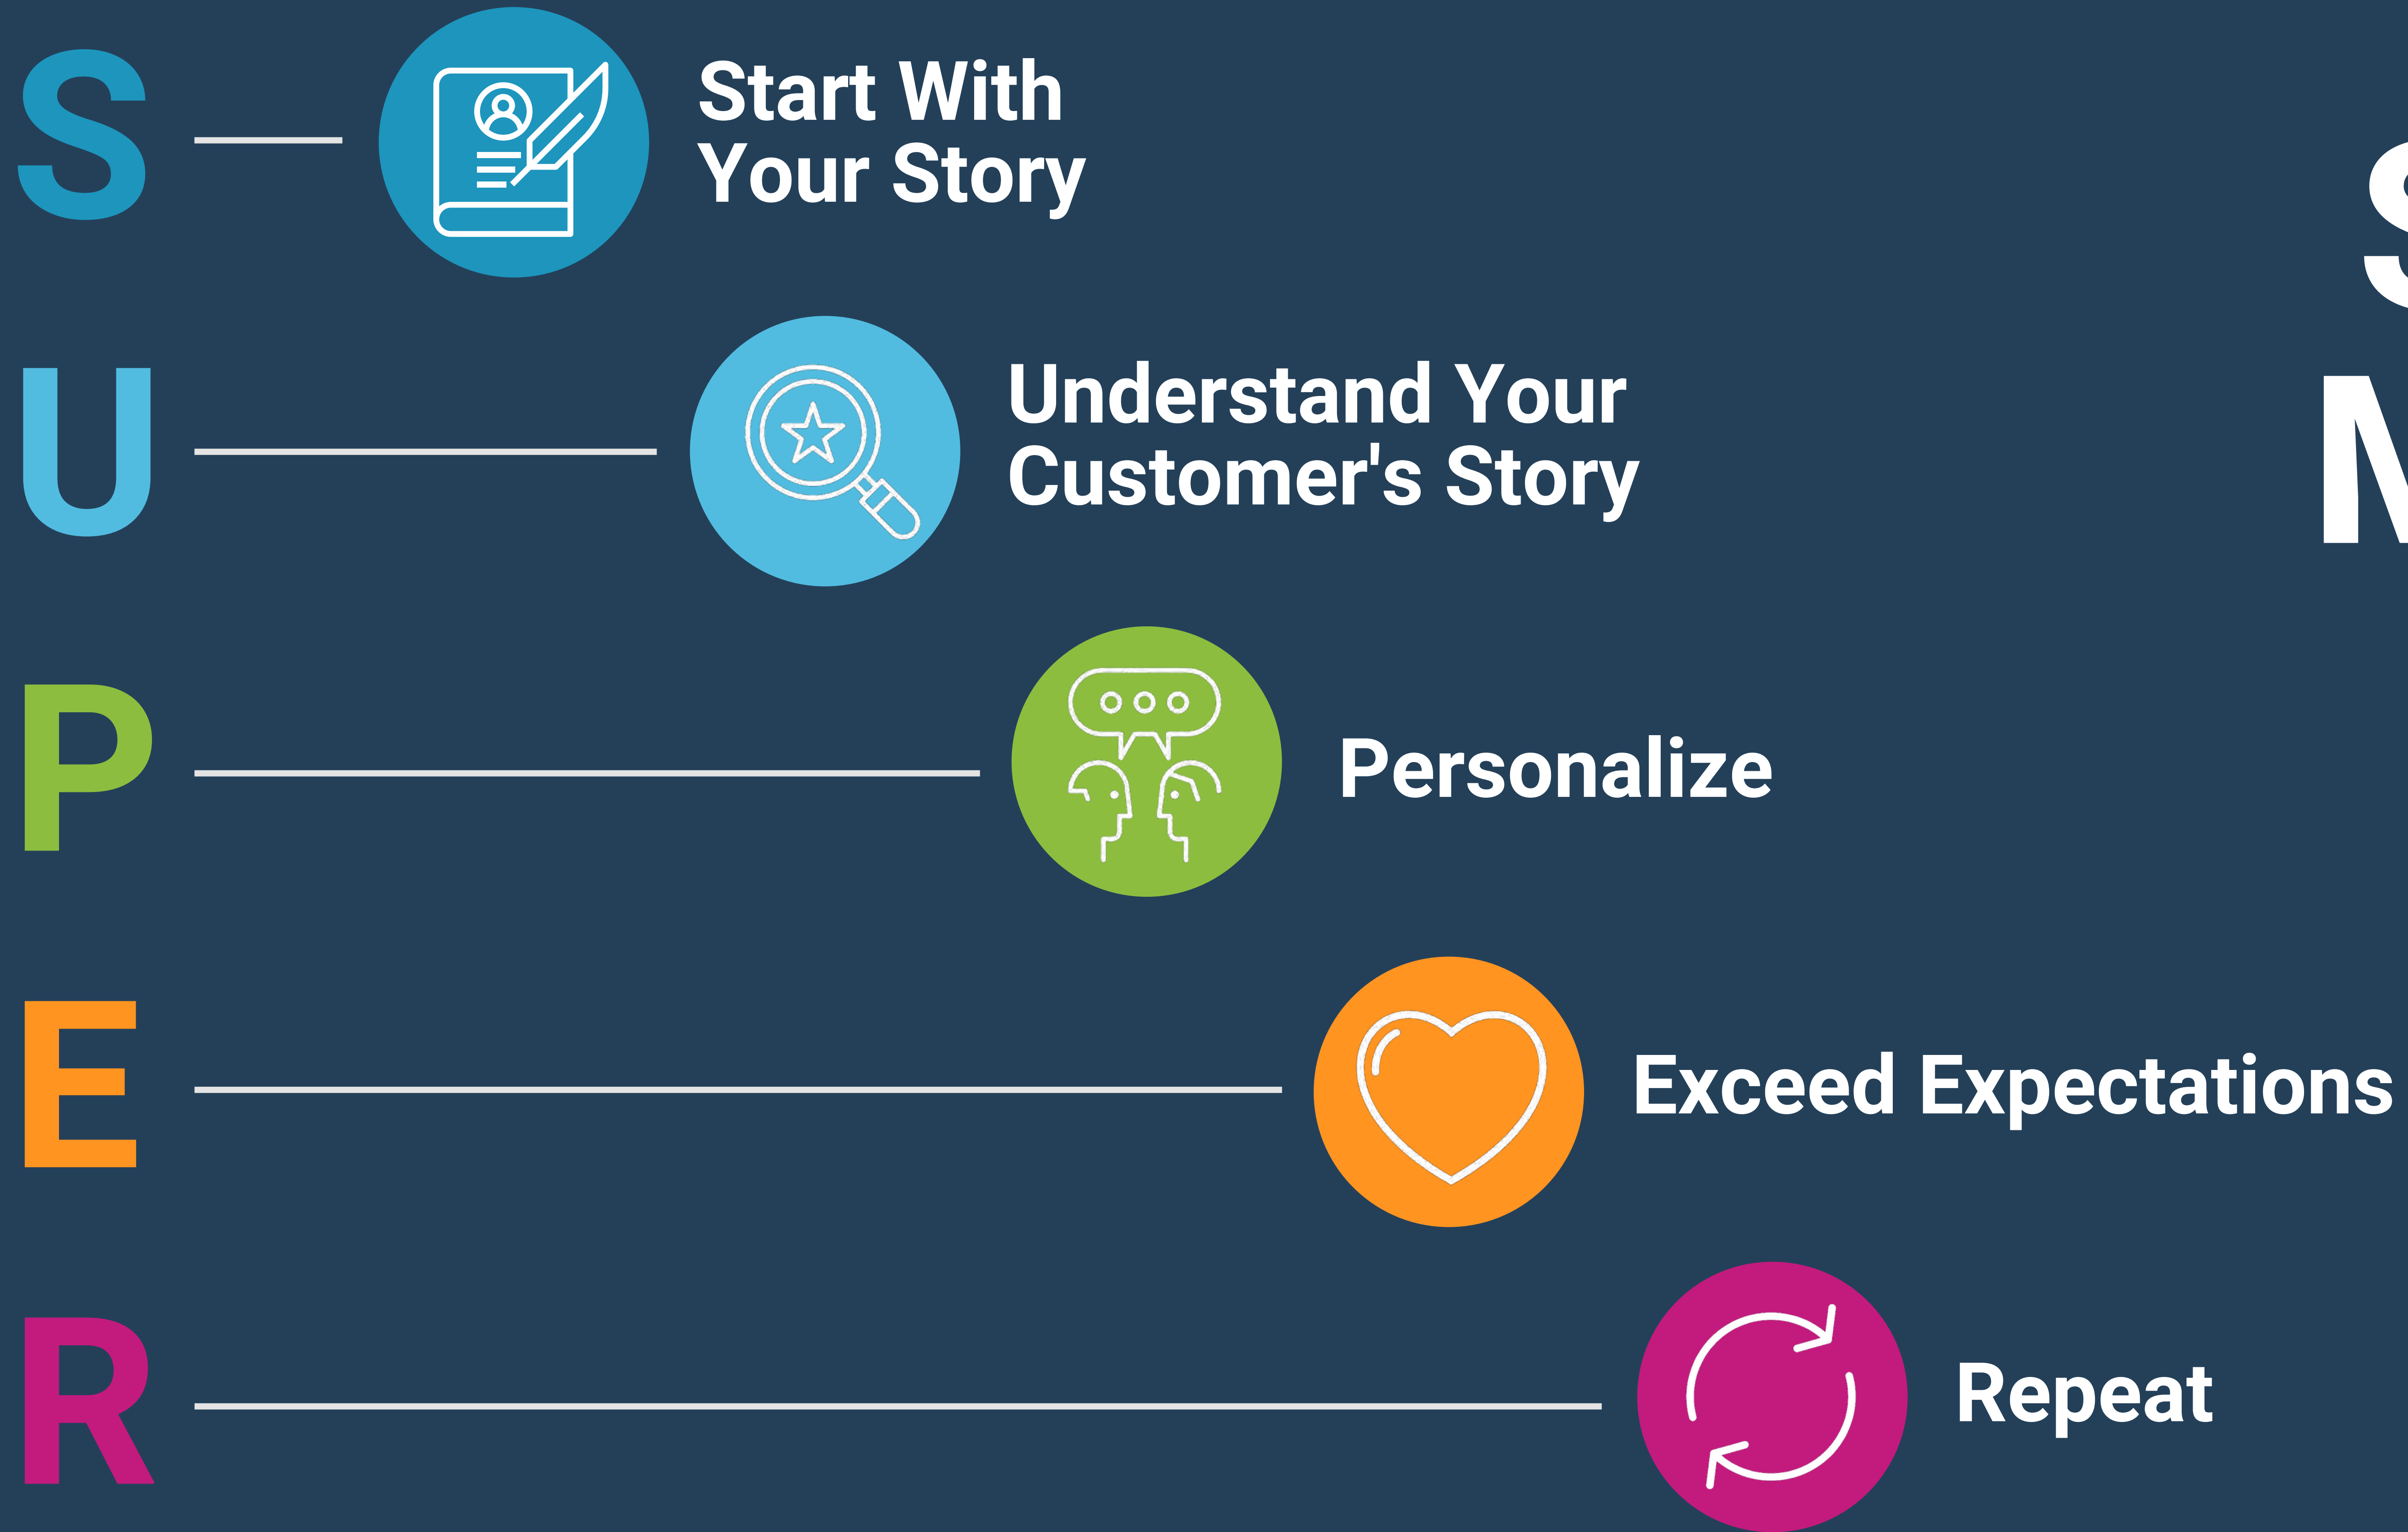 S
Start With
Your Story
U
Understand Your
Customer's Story
P
Personalize
E
Exceed Expectations
R
Repeat